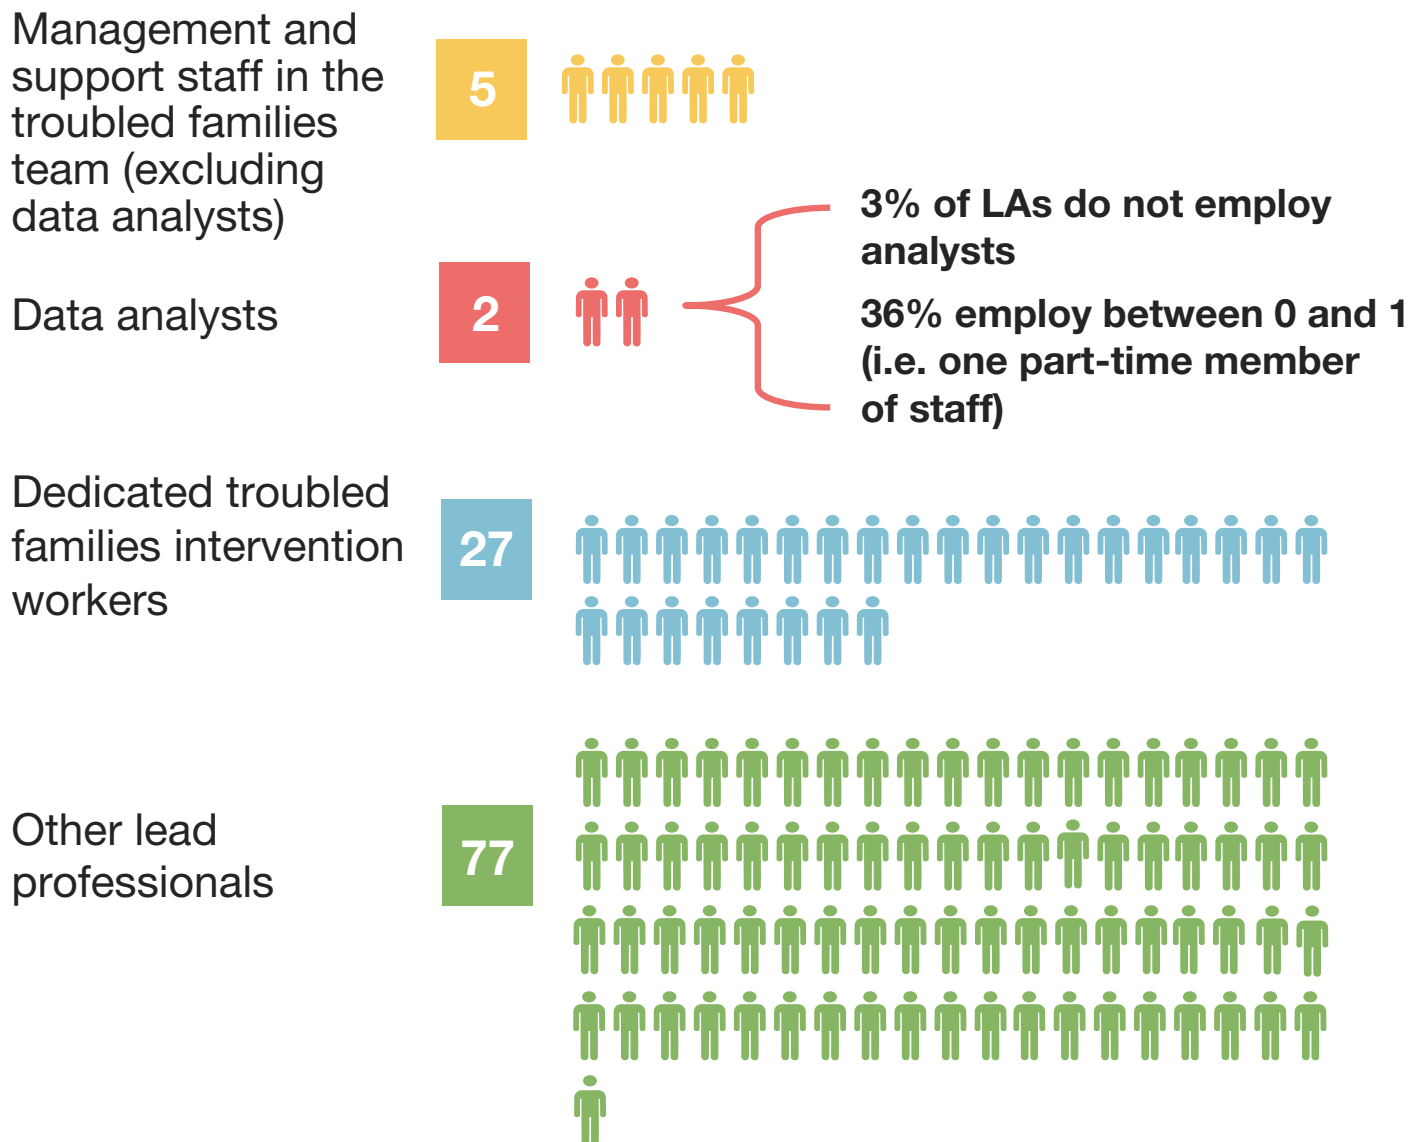 Management and
support staff in the
troubled families
team (excluding
data analysts)
5
Data analysts
2
3% of LAs do not employ
analysts
36% employ between 0 and 1
(i.e. one part-time member
of staff)
Dedicated troubled
families intervention
workers
27
Other lead
professionals
77